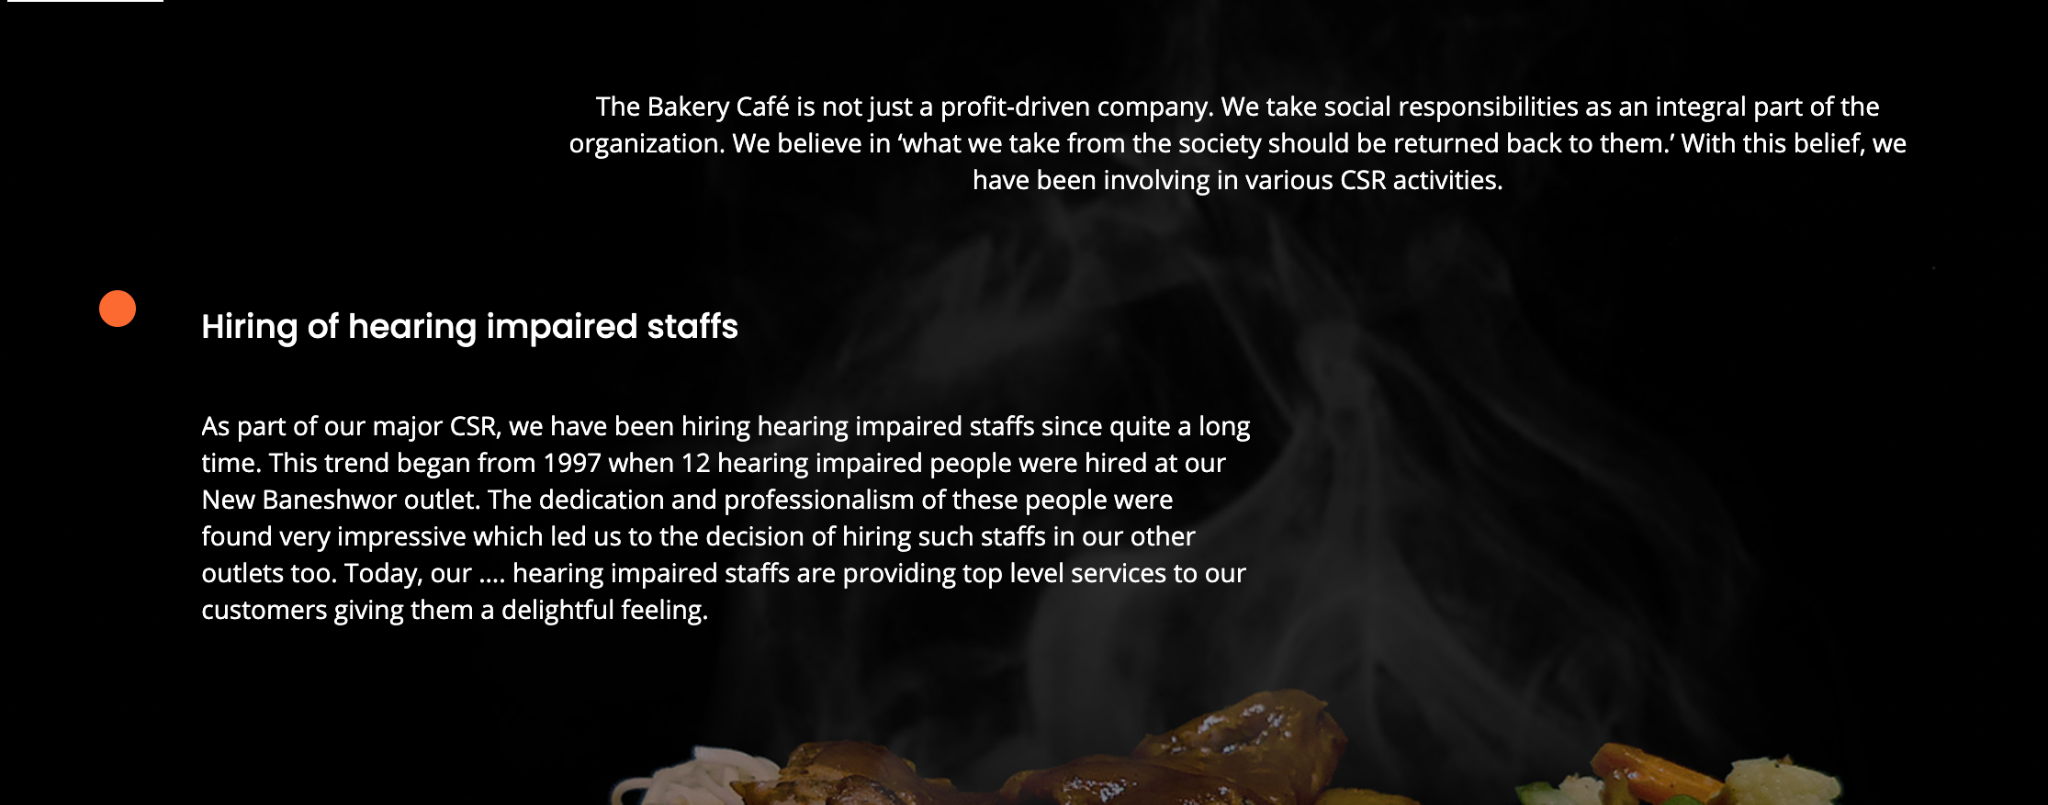 The Bakery Café is not just a profit-driven company. We take social responsibilities as an integral part of the
organization. We believe in ‘what we take from the society should be returned back to them.’ With this belief, we
have been involving in various CSR activities.
Hiring of hearing impaired staffs
As part of our major CSR, we have been hiring hearing impaired staffs since quite a long
time. This trend began from 1997 when 12 hearing impaired people were hired at our
New Baneshwor outlet. The dedication and professionalism of these people were
found very impressive which led us to the decision of hiring such staffs in our other
outlets too. Today, our .... hearing impaired staffs are providing top level services to our
customers giving them a delightful feeling.